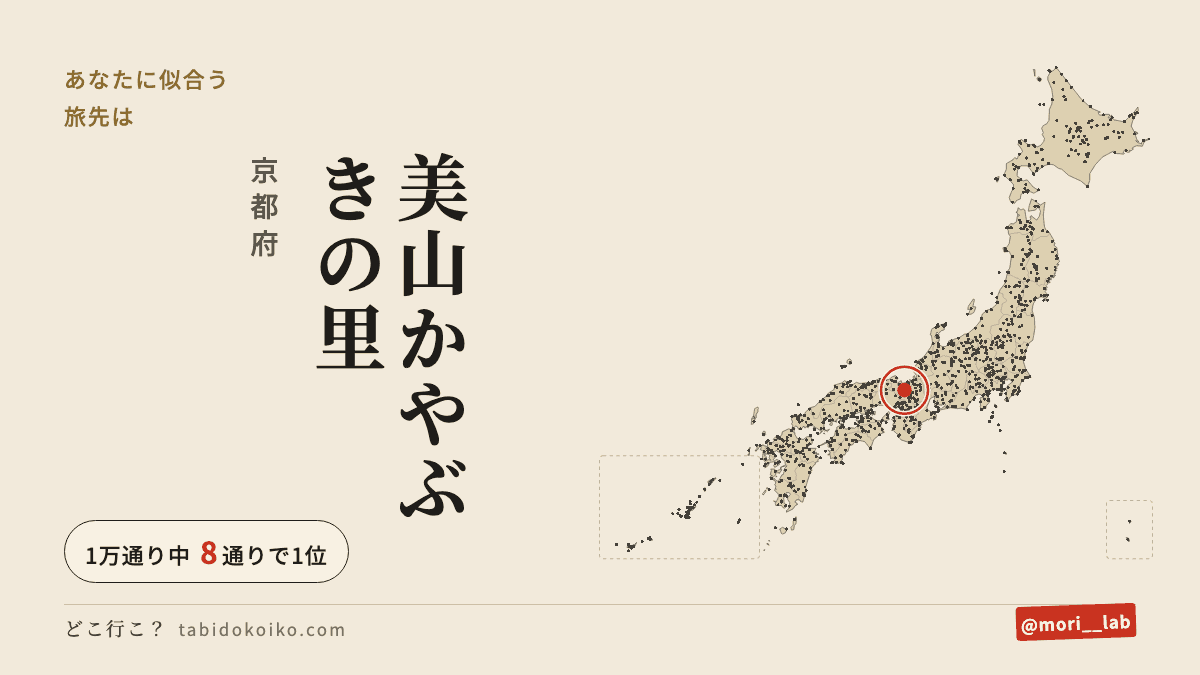 あなたに似合う
旅先は
美山かやぶ
きの里
京都府
1万通り中 8通りで1位
どこ行こ? tabidokoiko.com
@mori__lab